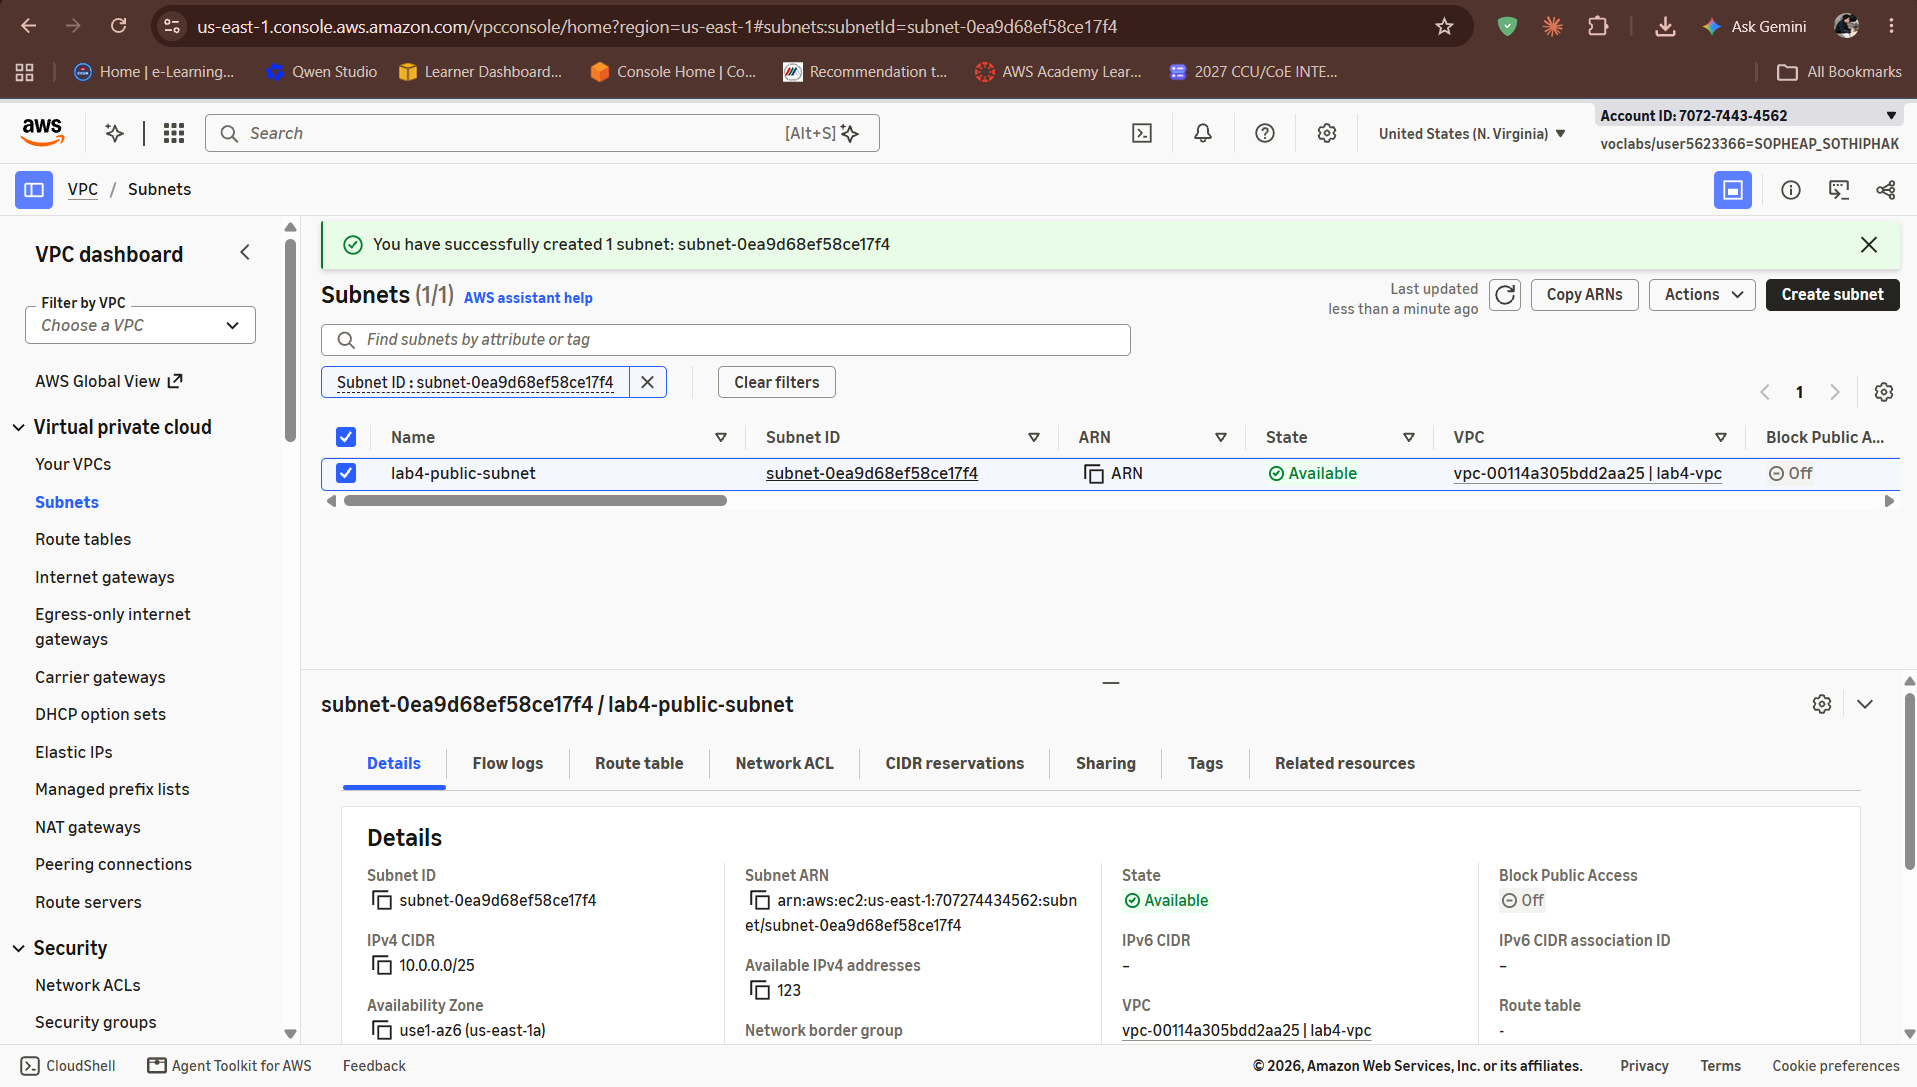 us-east-1.console.aws.amazon.com/vpcconsole/home?region=us-east-1#subnets:subnetId=subnet-0ea9d68ef58ce17f4
Ask Gemini
Home | e-Learning...
Qwen Studio
Learner Dashboard...
Console Home | Co...
Recommendation t...
AWS Academy Lear...
2027 CCU/CoE INTE...
All Bookmarks
aws
Search
[Alt+S]
United States (N. Virginia)
Account ID: 7072-7443-4562
voclabs/user5623366=SOPHEAP_SOTHIPHAK
VPC / Subnets
VPC dashboard
Filter by VPC
Choose a VPC
AWS Global View
Virtual private cloud
Your VPCs
Subnets
Route tables
Internet gateways
Egress-only internet
gateways
Carrier gateways
DHCP option sets
Elastic IPs
Managed prefix lists
NAT gateways
Peering connections
Route servers
Security
Network ACLs
Security groups
You have successfully created 1 subnet: subnet-0ea9d68ef58ce17f4
Subnets (1/1)
AWS assistant help
Last updated
less than a minute ago
Copy ARNs
Actions
Create subnet
Find subnets by attribute or tag
Subnet ID : subnet-0ea9d68ef58ce17f4
Clear filters
1
Name
Subnet ID
ARN
State
VPC
Block Public A...
lab4-public-subnet
subnet-0ea9d68ef58ce17f4
ARN
Available
vpc-00114a305bdd2aa25 | lab4-vpc
Off
subnet-0ea9d68ef58ce17f4 / lab4-public-subnet
Details
Flow logs
Route table
Network ACL
CIDR reservations
Sharing
Tags
Related resources
Details
Subnet ID
subnet-0ea9d68ef58ce17f4
IPv4 CIDR
10.0.0.0/25
Availability Zone
use1-az6 (us-east-1a)
Subnet ARN
arn:aws:ec2:us-east-1:707274434562:subn
et/subnet-0ea9d68ef58ce17f4
Available IPv4 addresses
123
Network border group
State
Available
IPv6 CIDR
–
VPC
vpc-00114a305bdd2aa25 | lab4-vpc
Block Public Access
Off
IPv6 CIDR association ID
–
Route table
-
CloudShell
Agent Toolkit for AWS
Feedback
© 2026, Amazon Web Services, Inc. or its affiliates.
Privacy
Terms
Cookie preferences